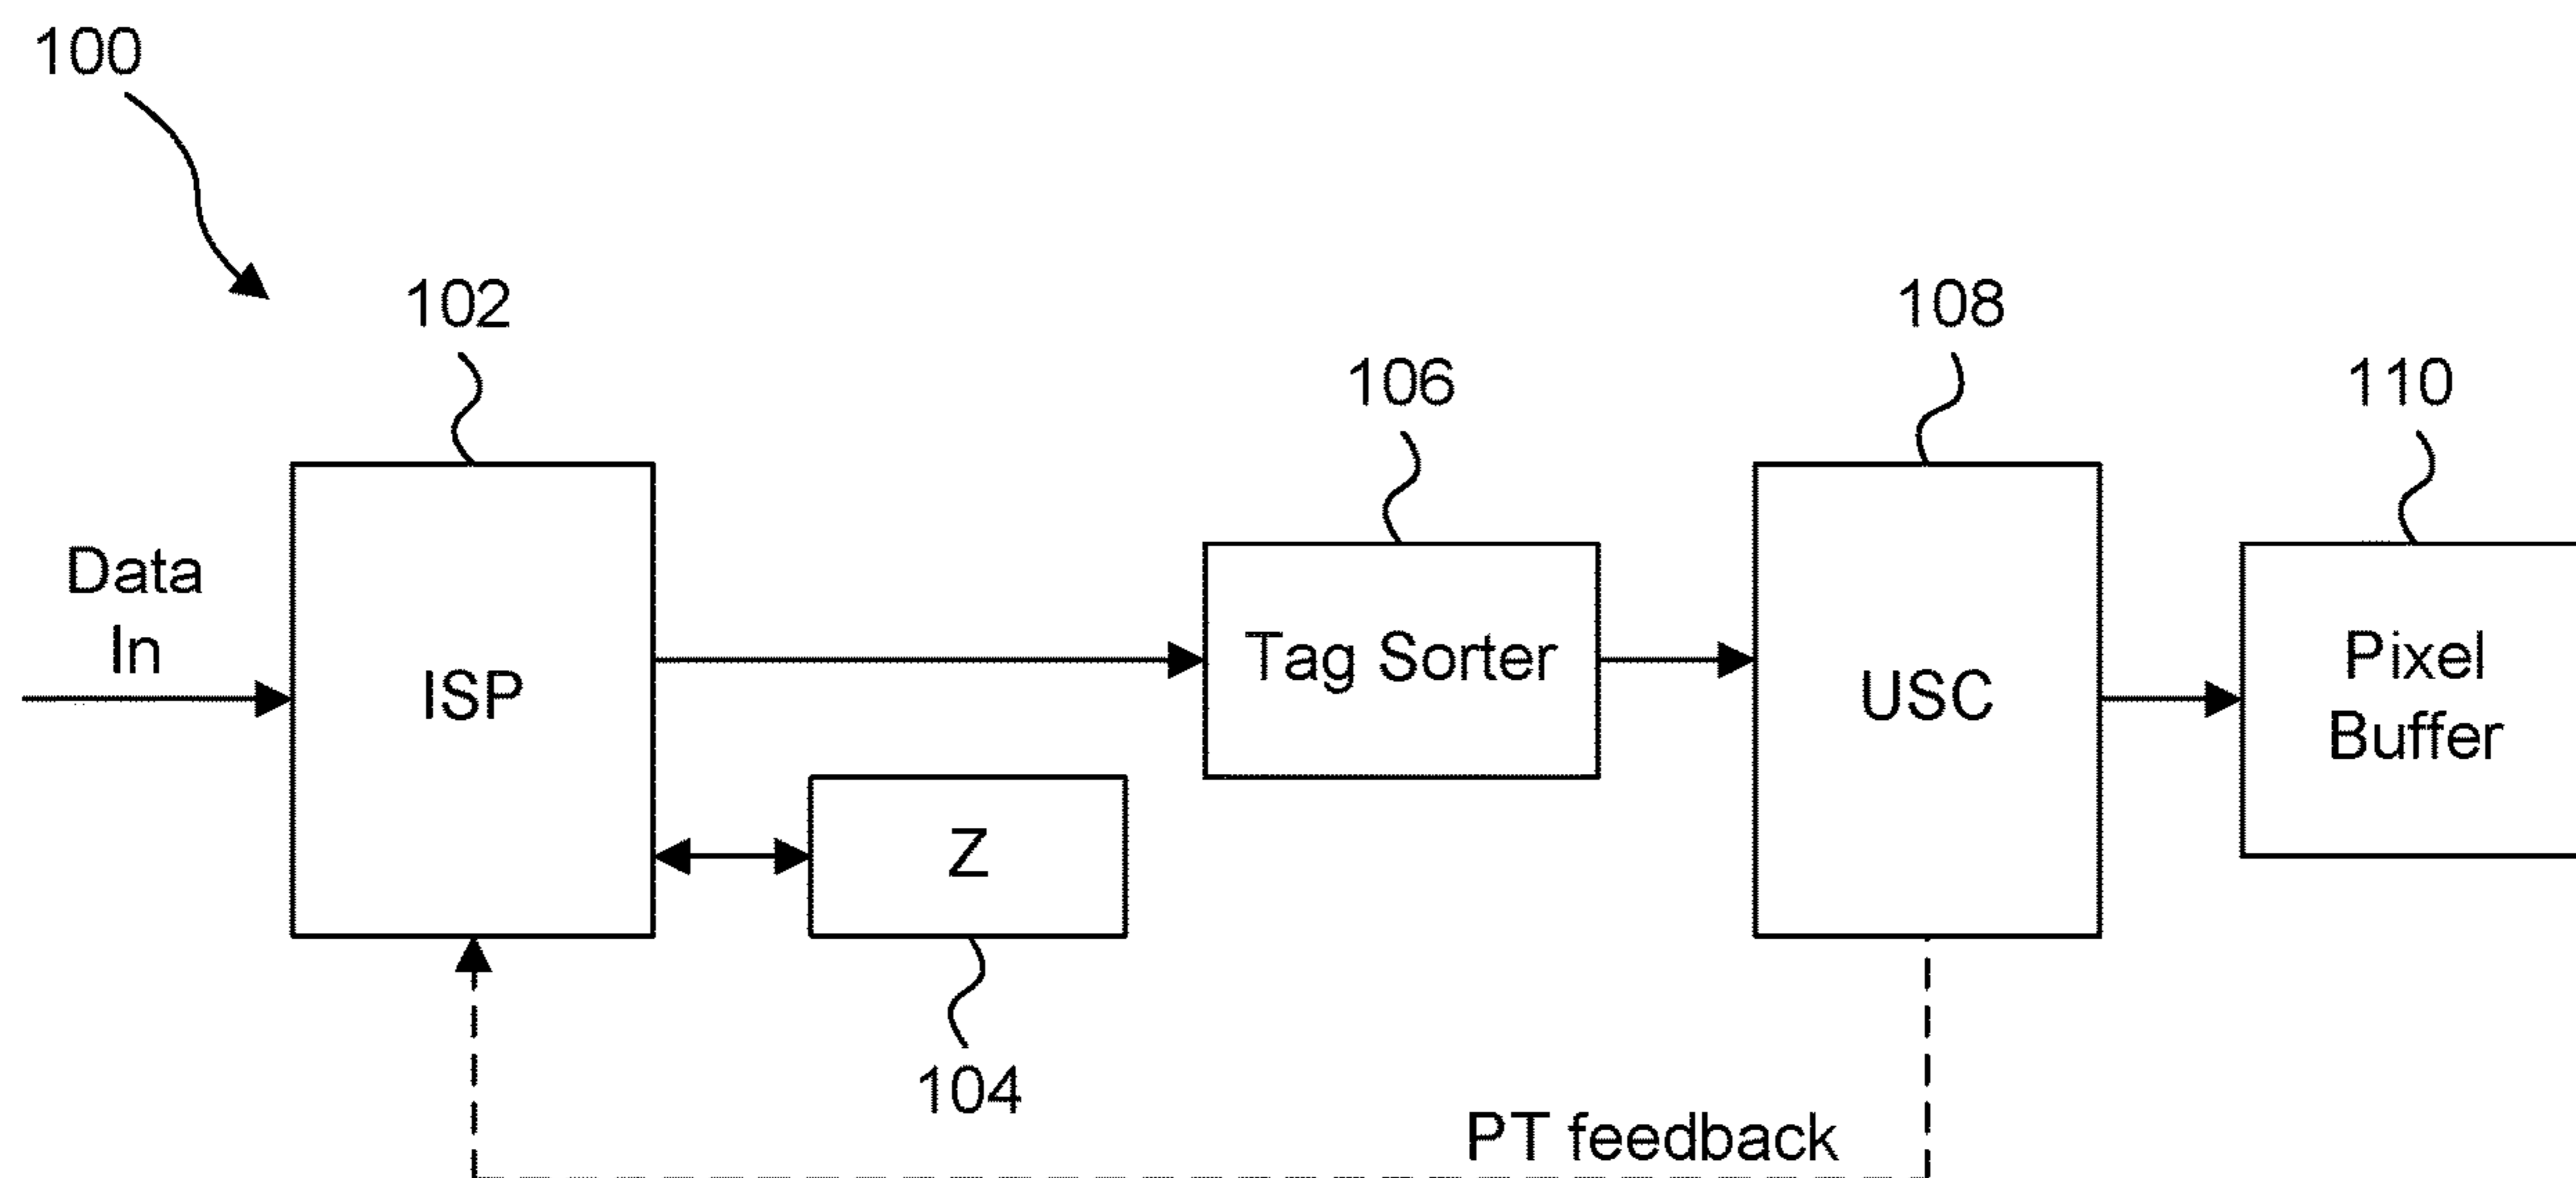 100
102
108
106
110
Data
In
ISP
Tag Sorter
USC
Pixel
Buffer
Z
104
PT feedback